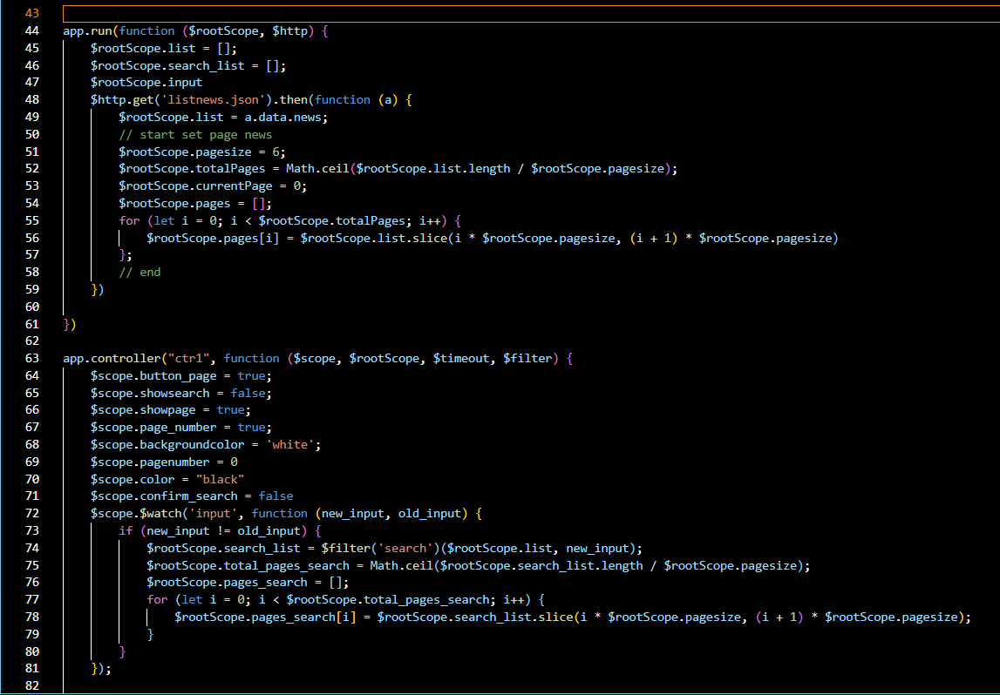 43
44 app.run(function ($rootScope, $http) {
45     $rootScope.list = [];
46     $rootScope.search_list = [];
47     $rootScope.input
48     $http.get('listnews.json').then(function (a) {
49         $rootScope.list = a.data.news;
50         // start set page news
51         $rootScope.pagesize = 6;
52         $rootScope.totalPages = Math.ceil($rootScope.list.length / $rootScope.pagesize);
53         $rootScope.currentPage = 0;
54         $rootScope.pages = [];
55         for (let i = 0; i < $rootScope.totalPages; i++) {
56             $rootScope.pages[i] = $rootScope.list.slice(i * $rootScope.pagesize, (i + 1) * $rootScope.pagesize)
57         };
58         // end
59     })
60
61 })
62
63 app.controller("ctr1", function ($scope, $rootScope, $timeout, $filter) {
64     $scope.button_page = true;
65     $scope.showsearch = false;
66     $scope.showpage = true;
67     $scope.page_number = true;
68     $scope.backgroundcolor = 'white';
69     $scope.pagenumber = 0
70     $scope.color = "black"
71     $scope.confirm_search = false
72     $scope.$watch('input', function (new_input, old_input) {
73         if (new_input != old_input) {
74             $rootScope.search_list = $filter('search')($rootScope.list, new_input);
75             $rootScope.total_pages_search = Math.ceil($rootScope.search_list.length / $rootScope.pagesize);
76             $rootScope.pages_search = [];
77             for (let i = 0; i < $rootScope.total_pages_search; i++) {
78                 $rootScope.pages_search[i] = $rootScope.search_list.slice(i * $rootScope.pagesize, (i + 1) * $rootScope.pagesize);
79             }
80         }
81     });
82